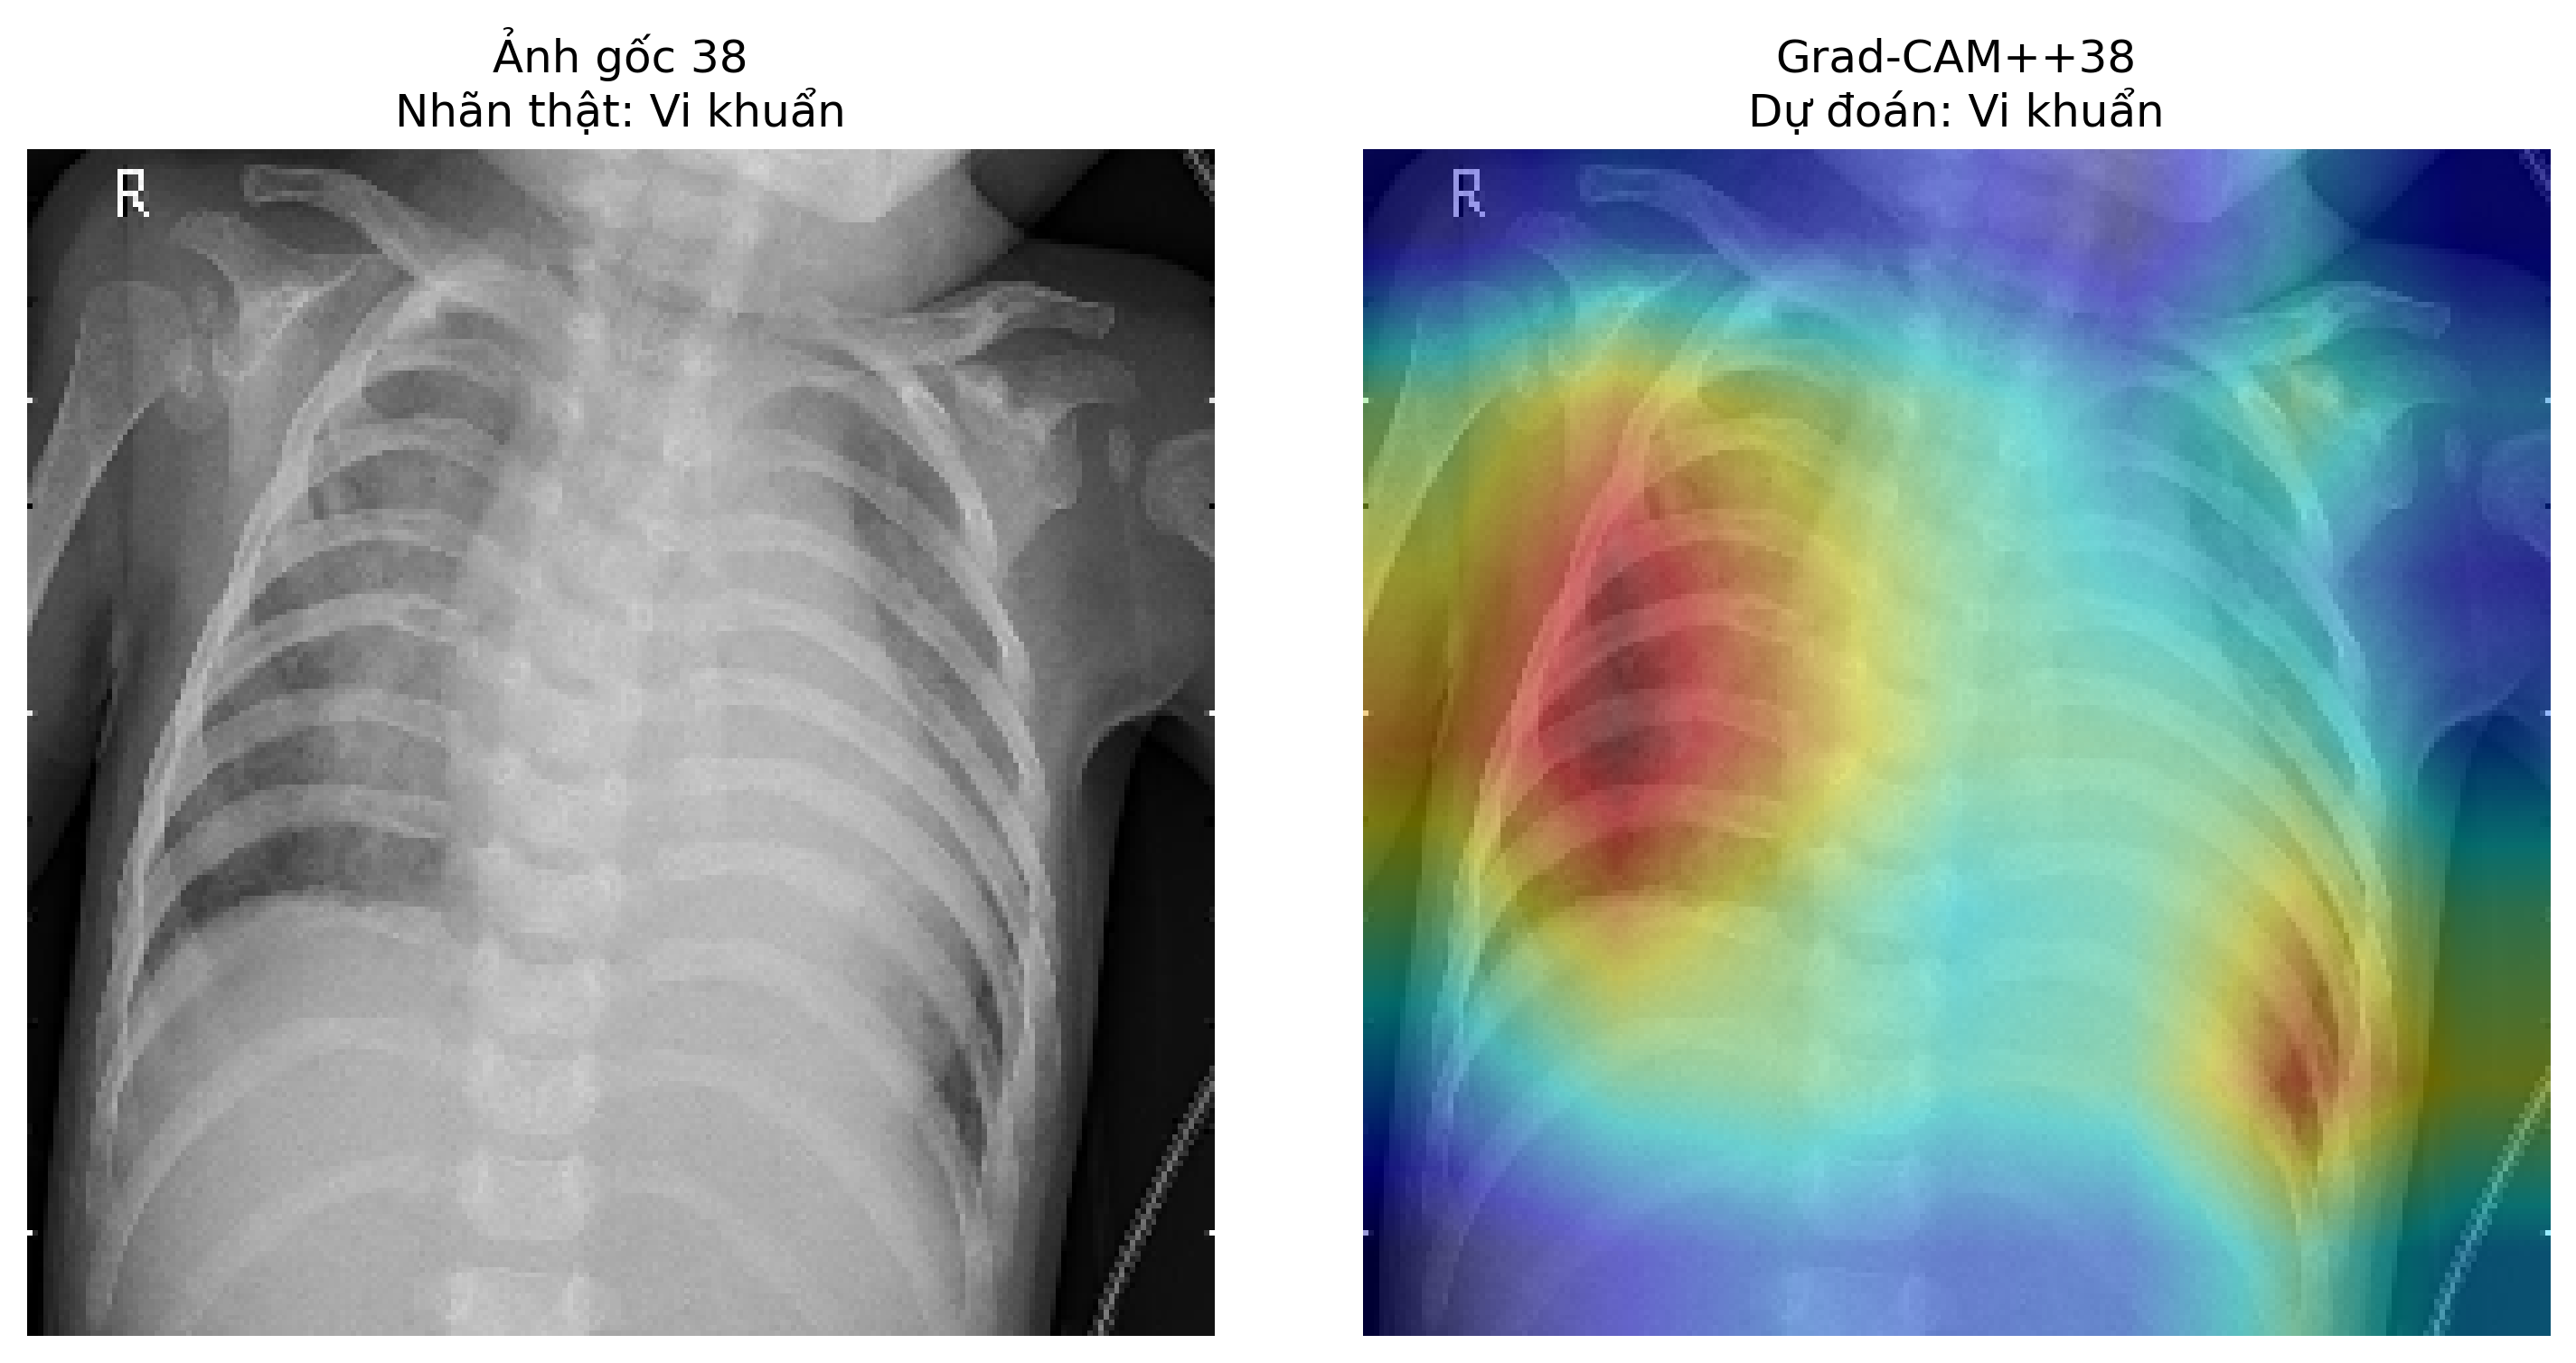 Ảnh gốc 38
Nhãn thật: Vi khuẩn
R
Grad-CAM++38
Dự đoán: Vi khuẩn
R